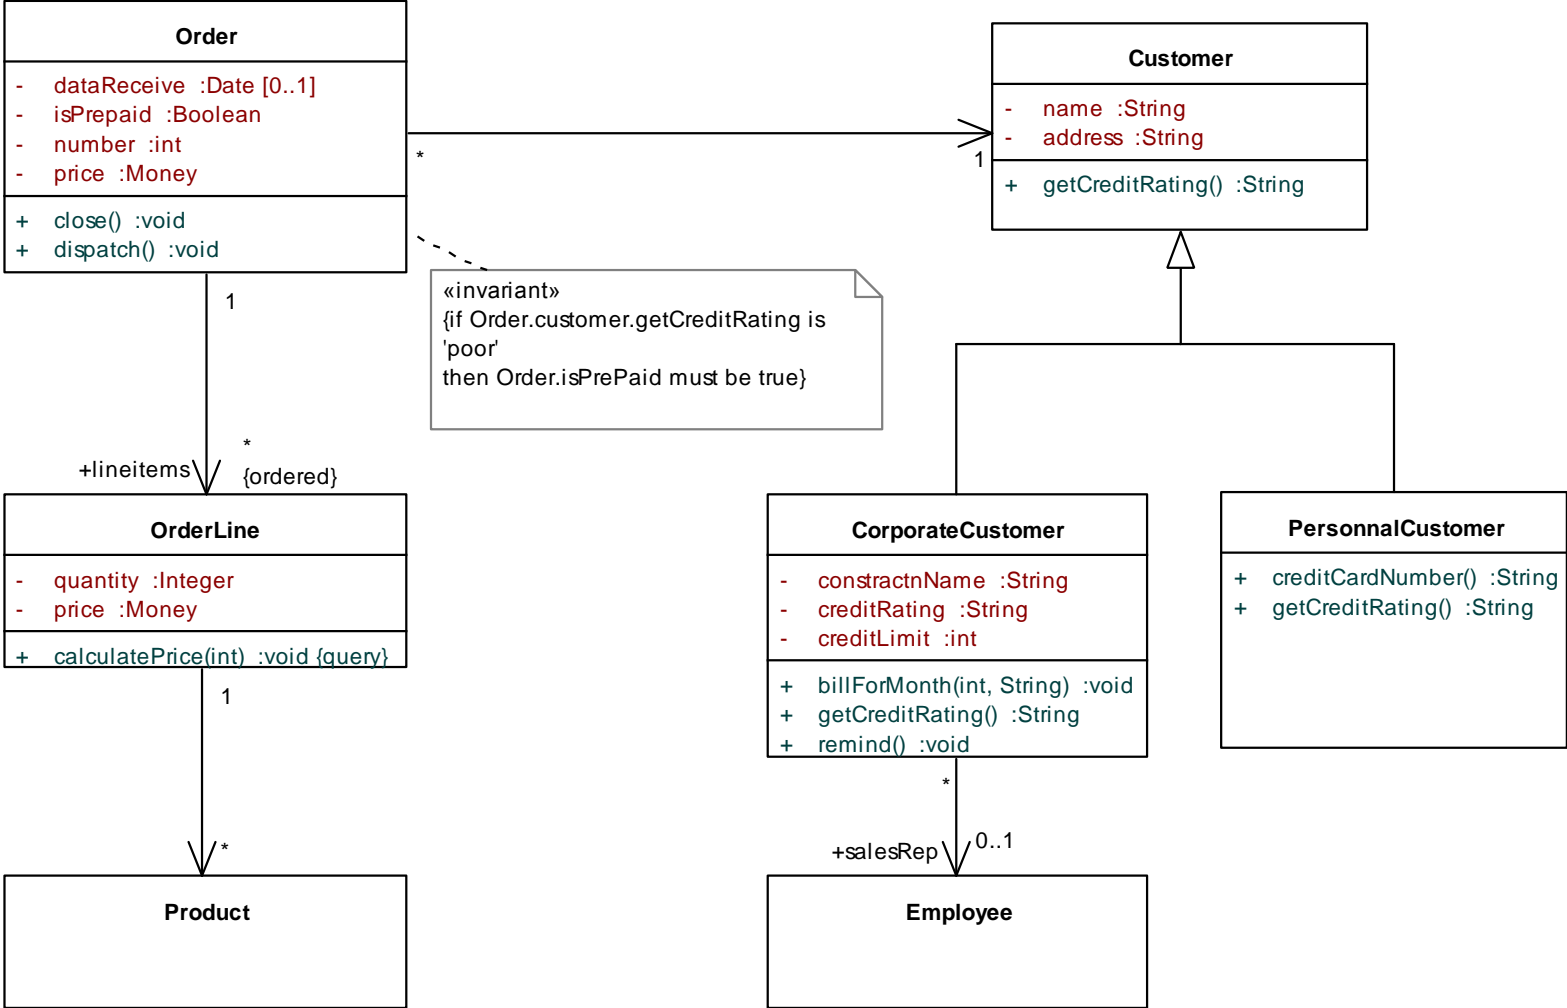 Order
- dataReceive :Date [0..1]
- isPrepaid :Boolean
- number :int
- price :Money
+ close() :void
+ dispatch() :void
Customer
- name :String
- address :String
+ getCreditRating() :String
*
1
1
«invariant»
{if Order.customer.getCreditRating is
'poor'
then Order.isPrePaid must be true}
*
+lineitems
{ordered}
OrderLine
- quantity :Integer
- price :Money
+ calculatePrice(int) :void {query}
CorporateCustomer
- constractnName :String
- creditRating :String
- creditLimit :int
+ billForMonth(int, String) :void
+ getCreditRating() :String
+ remind() :void
PersonnalCustomer
+ creditCardNumber() :String
+ getCreditRating() :String
1
*
*
+salesRep
0..1
Product
Employee